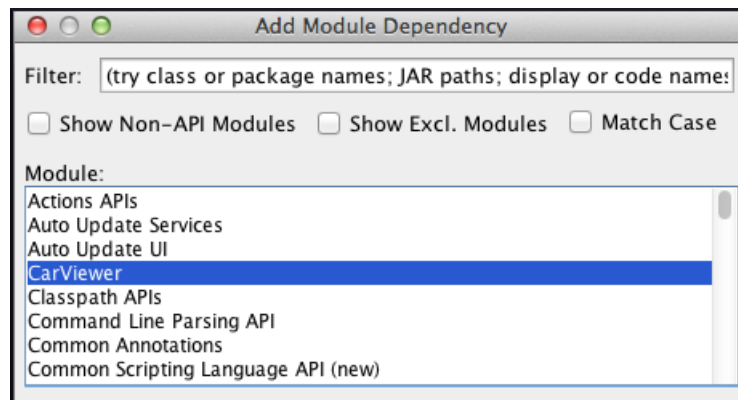 Add Module Dependency
Filter: (try class or package names; JAR paths; display or code names
Show Non-API Modules Show Excl. Modules Match Case
Module:
Actions APIs
Auto Update Services
Auto Update UI
CarViewer
Classpath APIs
Command Line Parsing API
Common Annotations
Common Scripting Language API (new)